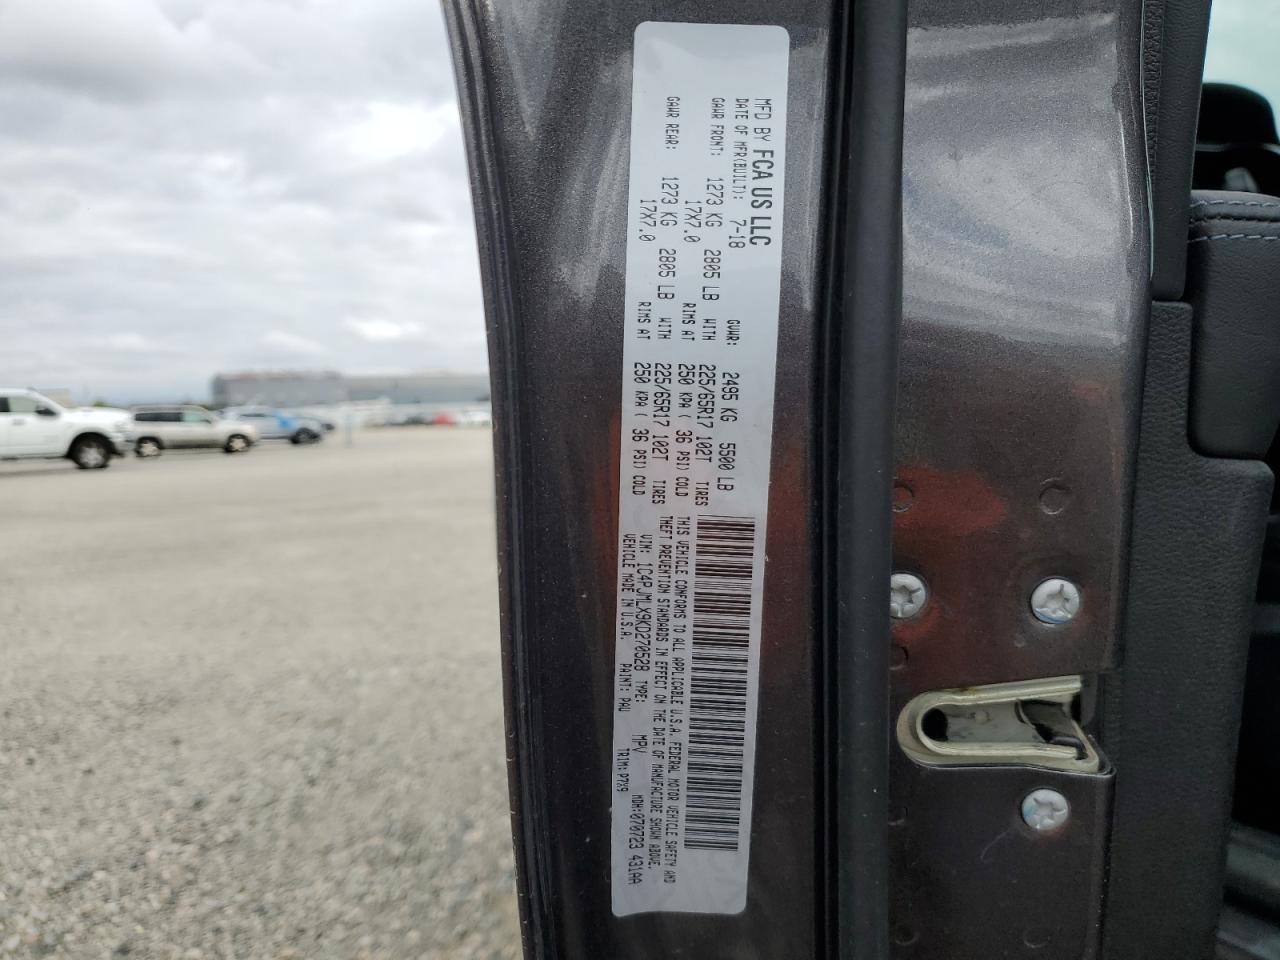 MFD BY FCA US LLC
DATE OF MFR(BUILT): 7-18 GVWR: 2495 KG 5500 LB
GAWR FRONT: 1273 KG 2805 LB WITH 225/65R17 102T TIRES
17X7.0 RIMS AT 250 KPA ( 36 PSI) COLD
GAWR REAR: 1273 KG 2805 LB WITH 225/65R17 102T TIRES
17X7.0 RIMS AT 250 KPA ( 36 PSI) COLD
THIS VEHICLE CONFORMS TO ALL APPLICABLE U.S.A. FEDERAL MOTOR VEHICLE SAFETY AND
THEFT PREVENTION STANDARDS IN EFFECT ON THE DATE OF MANUFACTURE SHOWN ABOVE.
VIN: 1C4PJMLX9KD270528 TYPE: MPV MDH:070723 431AA
VEHICLE MADE IN U.S.A. PAINT: PAU TRIM:P7X9